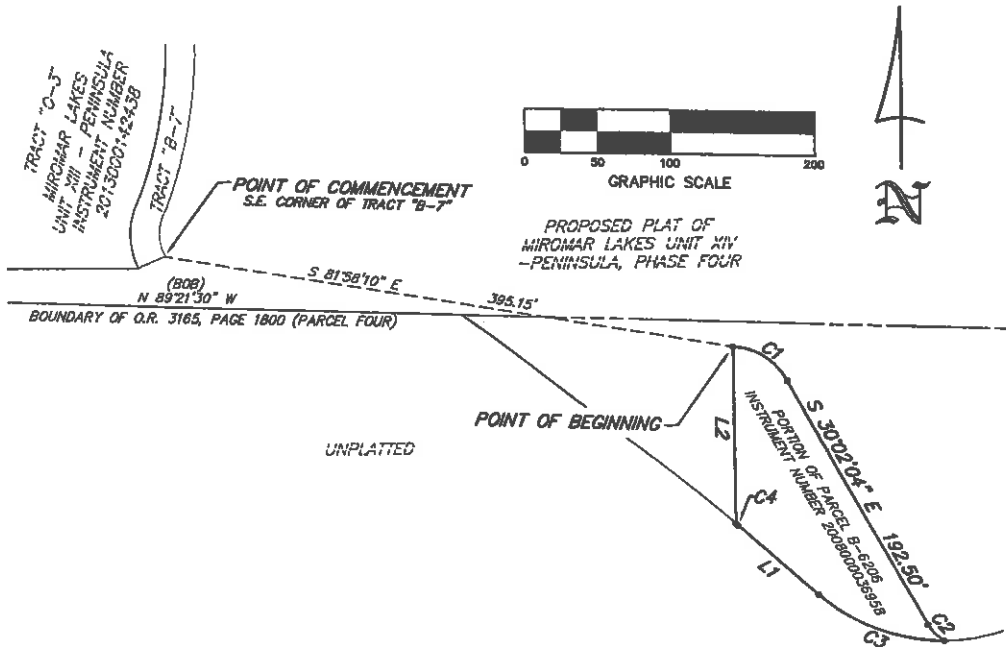 TRACT "O-3"
MIROMAR LAKES
UNIT XIII - PENINSULA
INSTRUMENT NUMBER
2013000142438
TRACT "B-7"
POINT OF COMMENCEMENT
S.E. CORNER OF TRACT "B-7"
0 50 100 200
GRAPHIC SCALE
N
PROPOSED PLAT OF
MIROMAR LAKES UNIT XIV
-PENINSULA, PHASE FOUR
S 81°58'10" E
395.15'
(BOB)
N 89°21'30" W
BOUNDARY OF O.R. 3165, PAGE 1800 (PARCEL FOUR)
C1
POINT OF BEGINNING
L2
S 30°02'04" E 192.50'
PORTION OF PARCEL B-6206
INSTRUMENT NUMBER 2008000036958
UNPLATTED
C4
L1
C2
C3